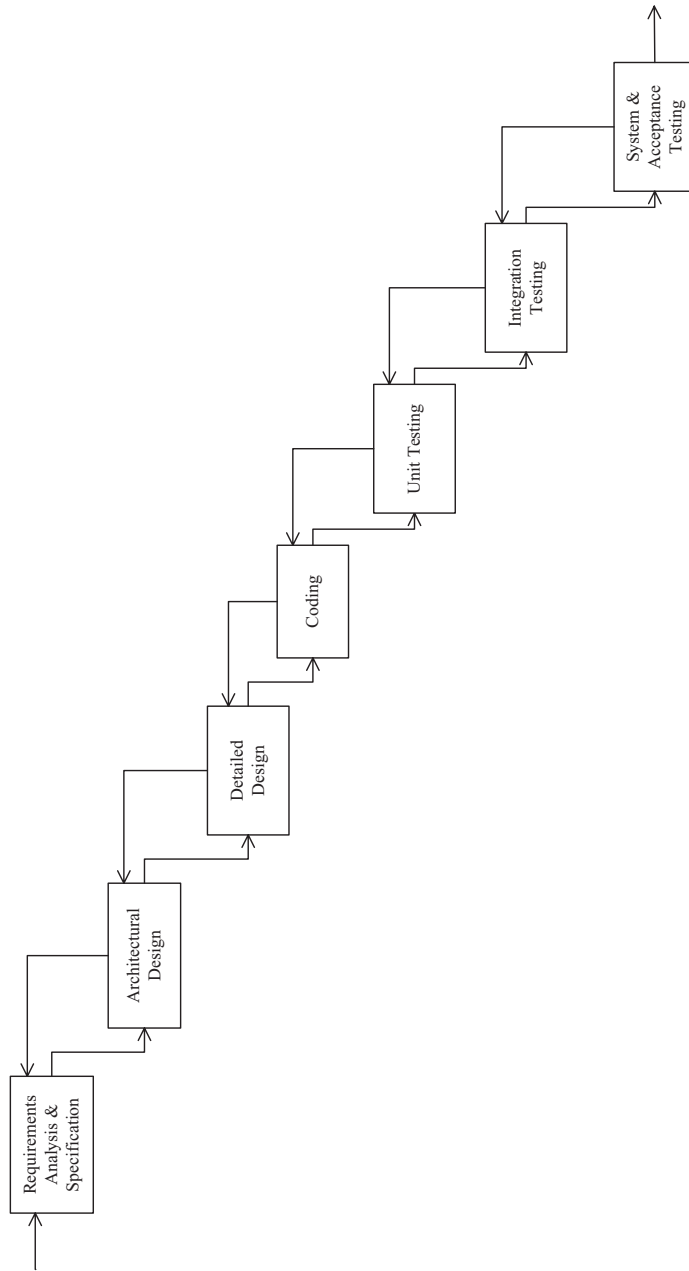 Requirements
Analysis &
Specification
Architectural
Design
Detailed
Design
Coding
Unit Testing
Integration
Testing
System &
Acceptance
Testing